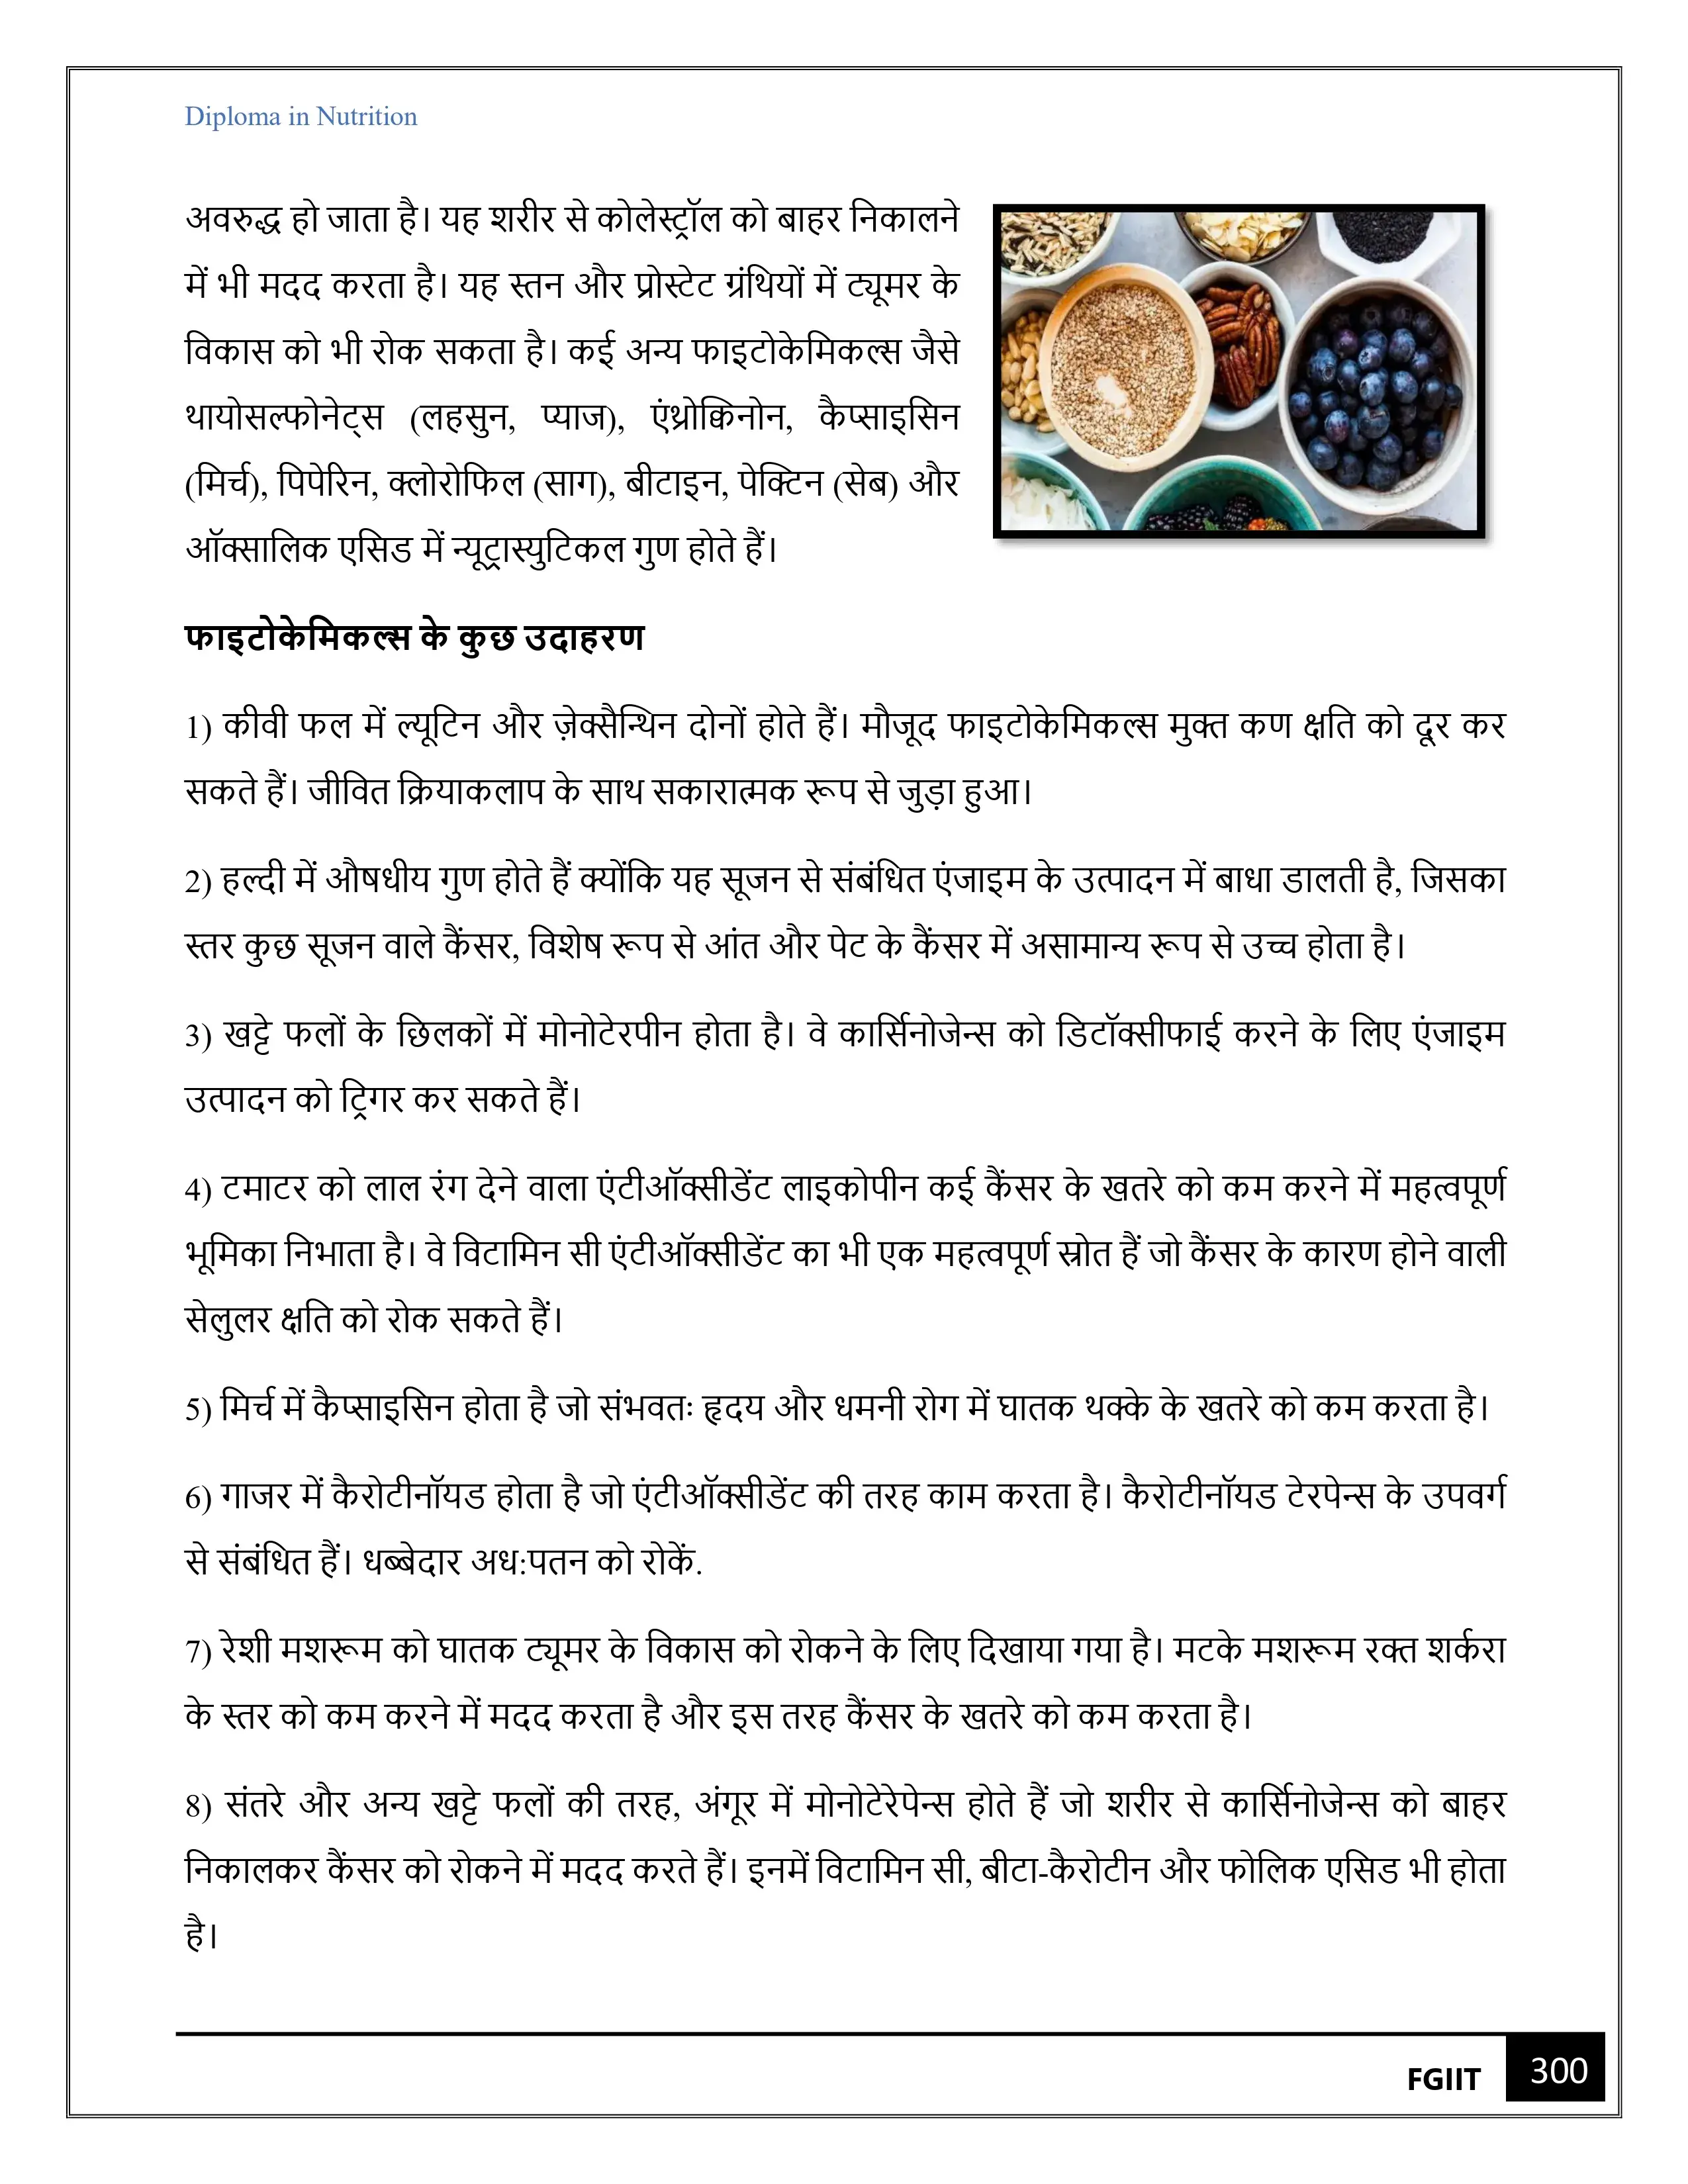 Diploma in Nutrition
अवरुद्ध हो जाता है। यह शरीर से कोलेस्ट्रॉल को बाहर निकालने
में भी मदद करता है। यह स्तन और प्रोस्टेट ग्रंथियों में ट्यूमर के
विकास को भी रोक सकता है। कई अन्य फाइटोकेमिकल्स जैसे
थायोसल्फोनेट्स (लहसुन, प्याज), एंथ्रोक्विनोन, कैप्साइसिन
(मिर्च), पिपेरिन, क्लोरोफिल (साग), बीटाइन, पेक्टिन (सेब) और
ऑक्सालिक एसिड में न्यूट्रास्युटिकल गुण होते हैं।
फाइटोकेमिकल्स के कुछ उदाहरण
1) कीवी फल में ल्यूटिन और ज़ेक्सैन्थिन दोनों होते हैं। मौजूद फाइटोकेमिकल्स मुक्त कण क्षति को दूर कर
सकते हैं। जीवित क्रियाकलाप के साथ सकारात्मक रूप से जुड़ा हुआ।
2) हल्दी में औषधीय गुण होते हैं क्योंकि यह सूजन से संबंधित एंजाइम के उत्पादन में बाधा डालती है, जिसका
स्तर कुछ सूजन वाले कैंसर, विशेष रूप से आंत और पेट के कैंसर में असामान्य रूप से उच्च होता है।
3) खट्टे फलों के छिलकों में मोनोटेरपीन होता है। वे कार्सिनोजेन्स को डिटॉक्सीफाई करने के लिए एंजाइम
उत्पादन को ट्रिगर कर सकते हैं।
4) टमाटर को लाल रंग देने वाला एंटीऑक्सीडेंट लाइकोपीन कई कैंसर के खतरे को कम करने में महत्वपूर्ण
भूमिका निभाता है। वे विटामिन सी एंटीऑक्सीडेंट का भी एक महत्वपूर्ण स्रोत हैं जो कैंसर के कारण होने वाली
सेलुलर क्षति को रोक सकते हैं।
5) मिर्च में कैप्साइसिन होता है जो संभवतः हृदय और धमनी रोग में घातक थक्के के खतरे को कम करता है।
6) गाजर में कैरोटीनॉयड होता है जो एंटीऑक्सीडेंट की तरह काम करता है। कैरोटीनॉयड टेरपेन्स के उपवर्ग
से संबंधित हैं। धब्बेदार अध:पतन को रोकें.
7) रेशी मशरूम को घातक ट्यूमर के विकास को रोकने के लिए दिखाया गया है। मटके मशरूम रक्त शर्करा
के स्तर को कम करने में मदद करता है और इस तरह कैंसर के खतरे को कम करता है।
8) संतरे और अन्य खट्टे फलों की तरह, अंगूर में मोनोटेरेपेन्स होते हैं जो शरीर से कार्सिनोजेन्स को बाहर
निकालकर कैंसर को रोकने में मदद करते हैं। इनमें विटामिन सी, बीटा-कैरोटीन और फोलिक एसिड भी होता
है।
FGIIT 300